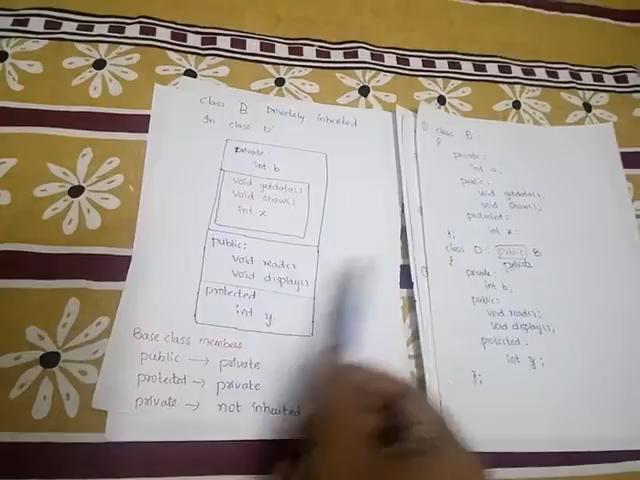 Class B Privately inherited
In class D
private:
int b
void getdata();
void show();
int x
public:
void read();
void display();
protected
int y
Base class members
public → private
protected → private
private → not inherited
① class B
{
private:
int a;
public:
void getdata();
void show();
protected:
int x;
};
class D : public B
private
{
private:
int b;
public:
void read();
void display();
protected:
int y;
};